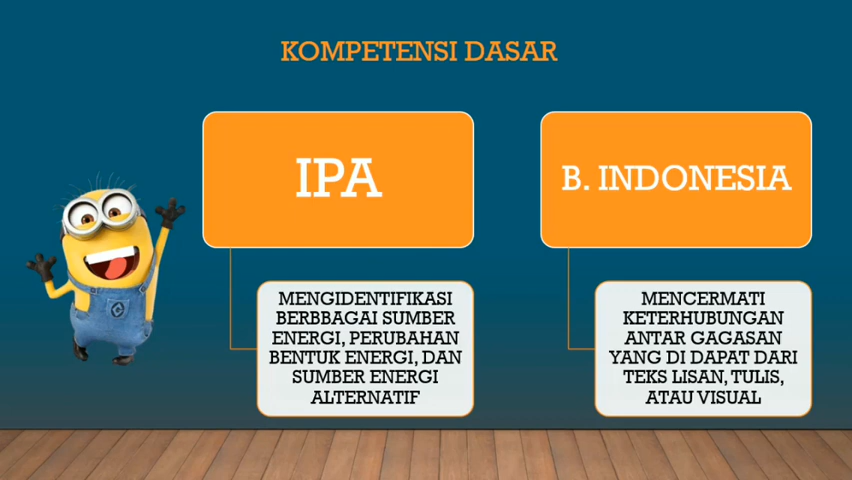 KOMPETENSI DASAR
IPA
MENGIDENTIFIKASI
BERBBAGAI SUMBER
ENERGI, PERUBAHAN
BENTUK ENERGI, DAN
SUMBER ENERGI
ALTERNATIF
B. INDONESIA
MENCERMATI
KETERHUBUNGAN
ANTAR GAGASAN
YANG DI DAPAT DARI
TEKS LISAN, TULIS,
ATAU VISUAL